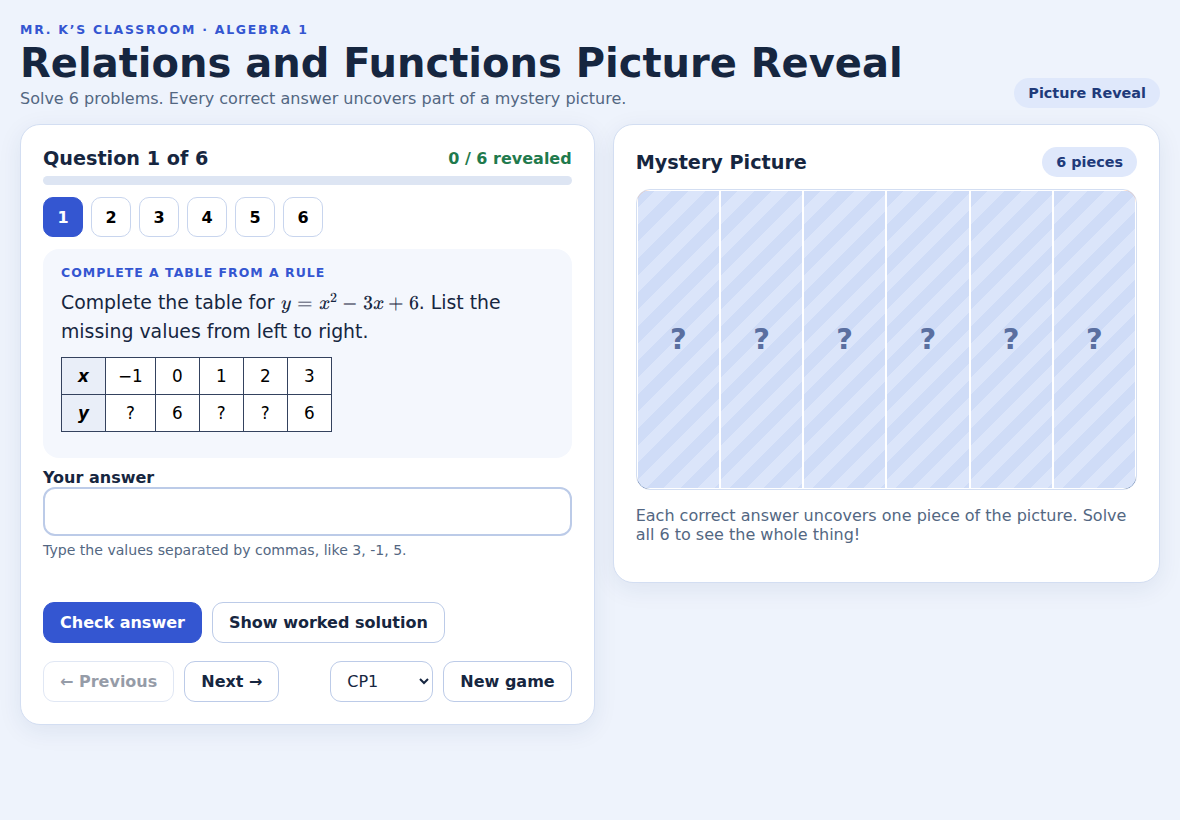 MR. K’S CLASSROOM · ALGEBRA 1
Relations and Functions Picture Reveal
Solve 6 problems. Every correct answer uncovers part of a mystery picture.
Picture Reveal
Question 1 of 6
0 / 6 revealed
1 2 3 4 5 6
COMPLETE A TABLE FROM A RULE
Complete the table for y = x² − 3x + 6. List the
missing values from left to right.
x −1 0 1 2 3
y ? 6 ? ? 6
Your answer
Type the values separated by commas, like 3, -1, 5.
Check answer
Show worked solution
← Previous
Next →
CP1
New game
Mystery Picture
6 pieces
? ? ? ? ? ?
Each correct answer uncovers one piece of the picture. Solve
all 6 to see the whole thing!